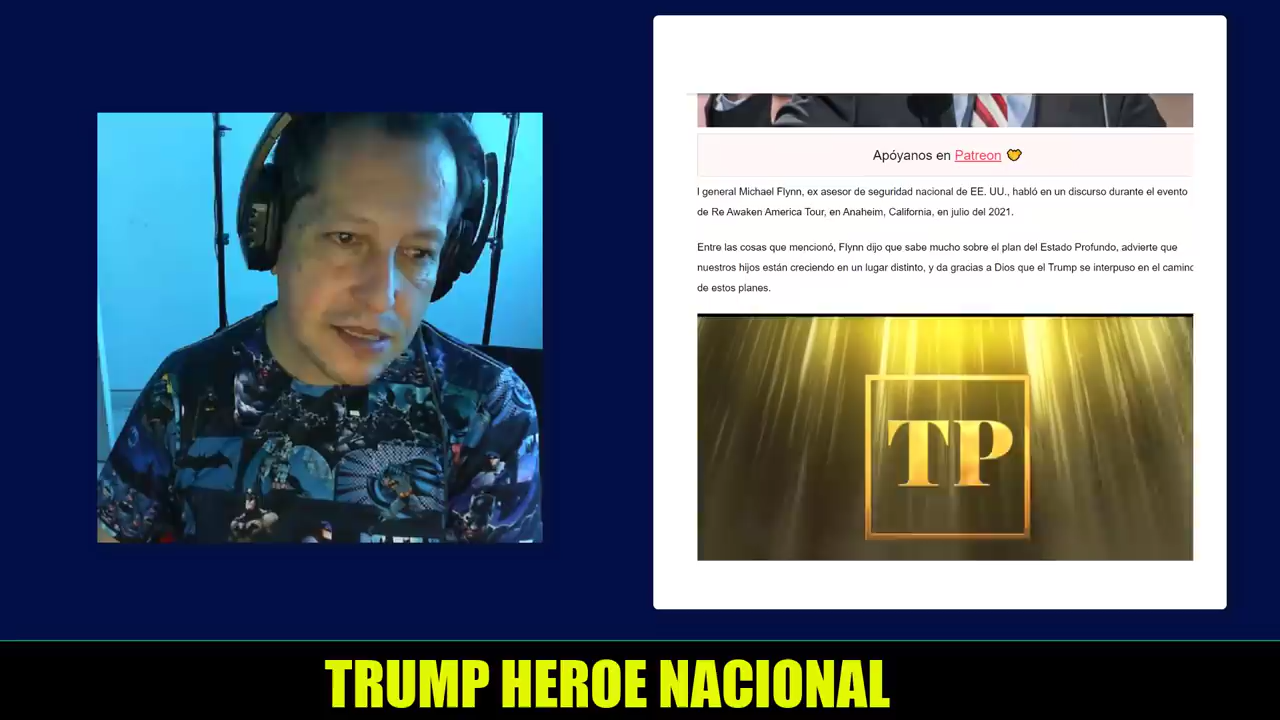 Apóyanos en Patreon
l general Michael Flynn, ex asesor de seguridad nacional de EE. UU., habló en un discurso durante el evento
de Re Awaken America Tour, en Anaheim, California, en julio del 2021.
Entre las cosas que mencionó, Flynn dijo que sabe mucho sobre el plan del Estado Profundo, advierte que
nuestros hijos están creciendo en un lugar distinto, y da gracias a Dios que el Trump se interpuso en el camino
de estos planes.
TP
TRUMP HEROE NACIONAL